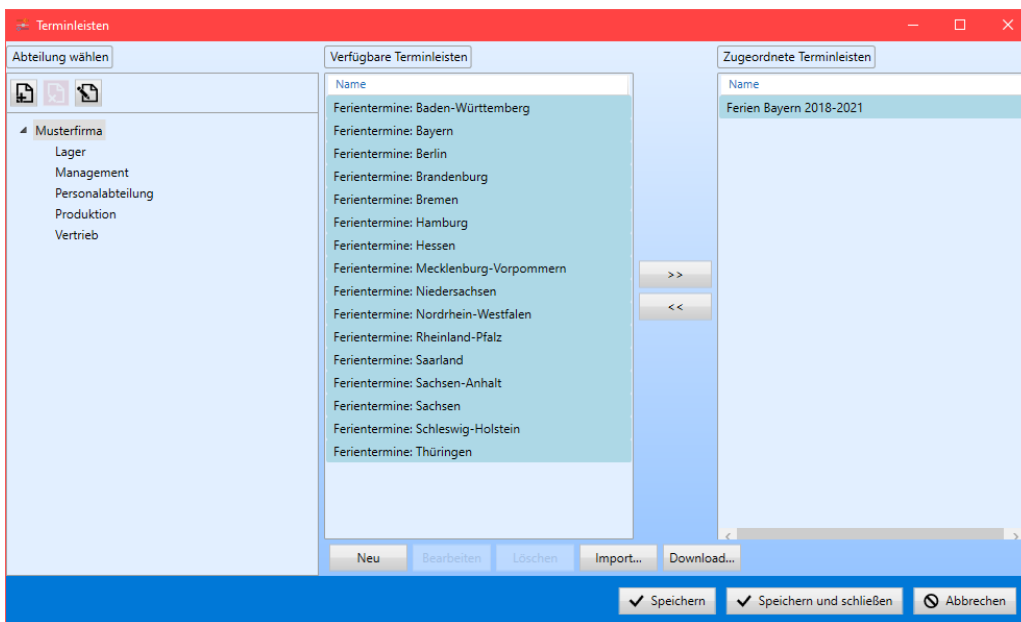 Terminleisten
Abteilung wählen
Musterfirma
Lager
Management
Personalabteilung
Produktion
Vertrieb
Verfügbare Terminleisten
Name
Ferientermine: Baden-Württemberg
Ferientermine: Bayern
Ferientermine: Berlin
Ferientermine: Brandenburg
Ferientermine: Bremen
Ferientermine: Hamburg
Ferientermine: Hessen
Ferientermine: Mecklenburg-Vorpommern
Ferientermine: Niedersachsen
Ferientermine: Nordrhein-Westfalen
Ferientermine: Rheinland-Pfalz
Ferientermine: Saarland
Ferientermine: Sachsen-Anhalt
Ferientermine: Sachsen
Ferientermine: Schleswig-Holstein
Ferientermine: Thüringen
>>
<<
Zugeordnete Terminleisten
Name
Ferien Bayern 2018-2021
Neu Bearbeiten Löschen Import... Download...
Speichern Speichern und schließen Abbrechen